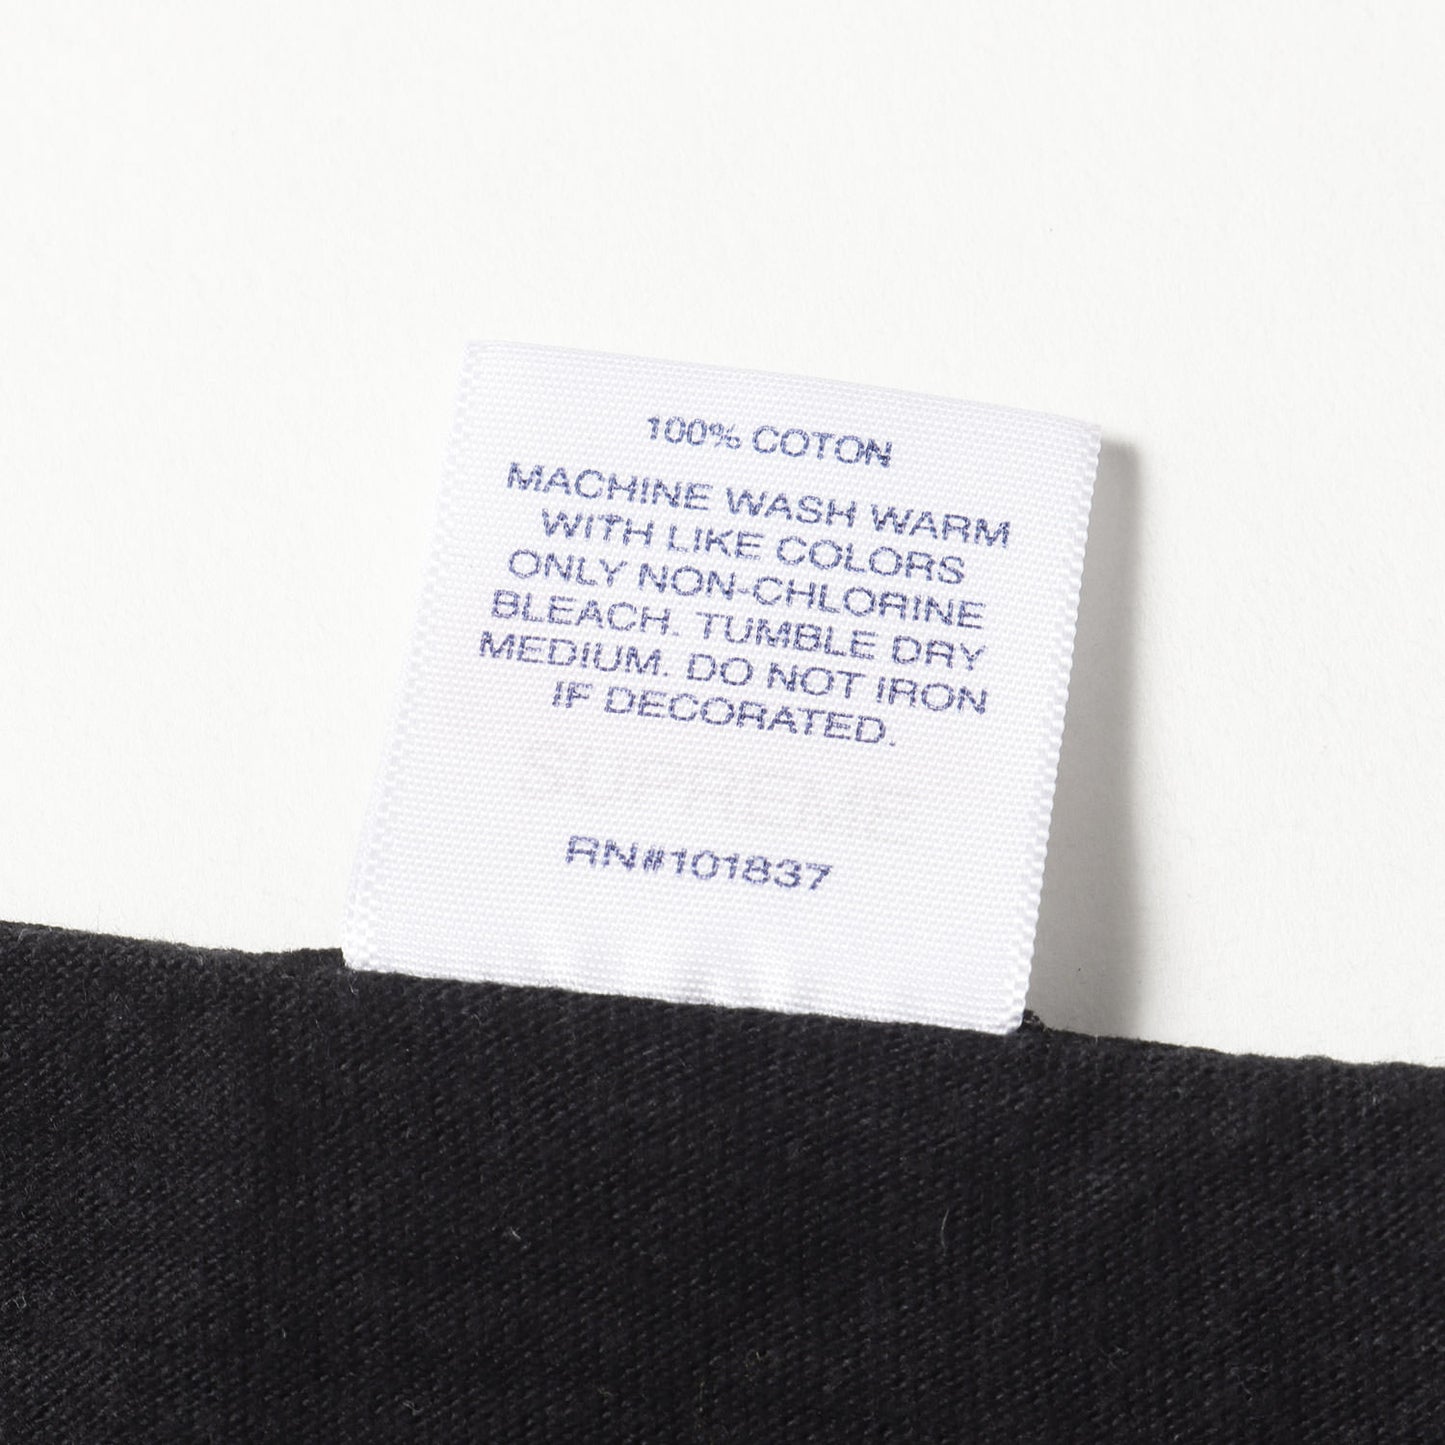 100% COTON
MACHINE WASH WARM
WITH LIKE COLORS
ONLY NON-CHLORINE
BLEACH. TUMBLE DRY
MEDIUM. DO NOT IRON
IF DECORATED.
RN#101837